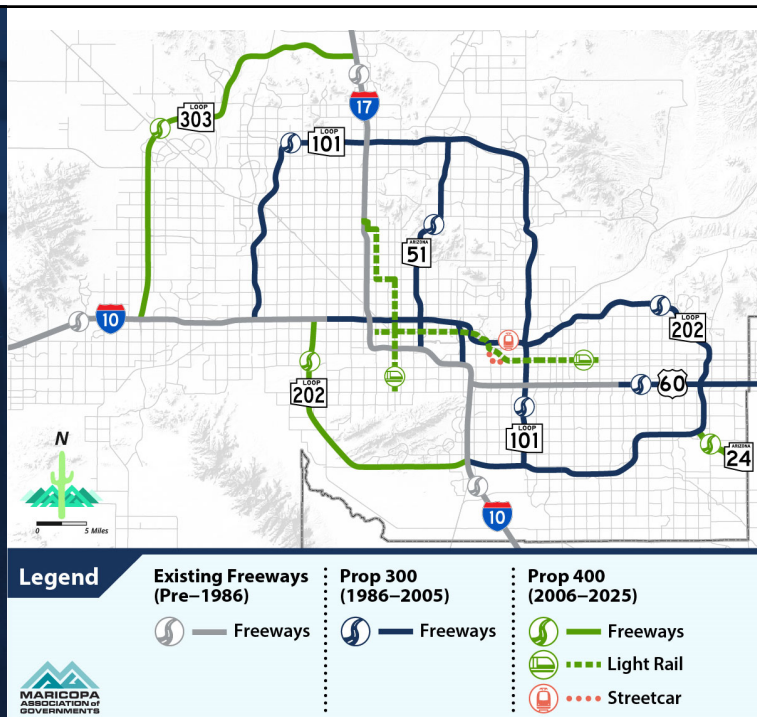 LOOP
303
17
LOOP
101
ARIZONA
51
10
LOOP
202
LOOP
202
60
LOOP
101
ARIZONA
24
10
N
0 5 Miles
Legend
Existing Freeways
(Pre–1986)
Freeways
Prop 300
(1986–2005)
Freeways
Prop 400
(2006–2025)
Freeways
Light Rail
Streetcar
MARICOPA
ASSOCIATION of
GOVERNMENTS